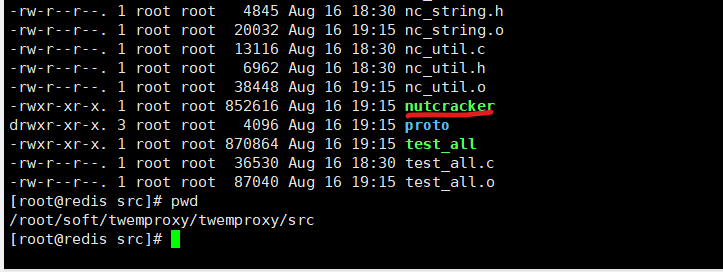 -rw-r--r--. 1 root root   4845 Aug 16 18:30 nc_string.h
-rw-r--r--. 1 root root  20032 Aug 16 19:15 nc_string.o
-rw-r--r--. 1 root root  13116 Aug 16 18:30 nc_util.c
-rw-r--r--. 1 root root   6962 Aug 16 18:30 nc_util.h
-rw-r--r--. 1 root root  38448 Aug 16 19:15 nc_util.o
-rwxr-xr-x. 1 root root 852616 Aug 16 19:15 nutcracker
drwxr-xr-x. 3 root root   4096 Aug 16 19:15 proto
-rwxr-xr-x. 1 root root 870864 Aug 16 19:15 test_all
-rw-r--r--. 1 root root  36530 Aug 16 18:30 test_all.c
-rw-r--r--. 1 root root  87040 Aug 16 19:15 test_all.o
[root@redis src]# pwd
/root/soft/twemproxy/twemproxy/src
[root@redis src]#